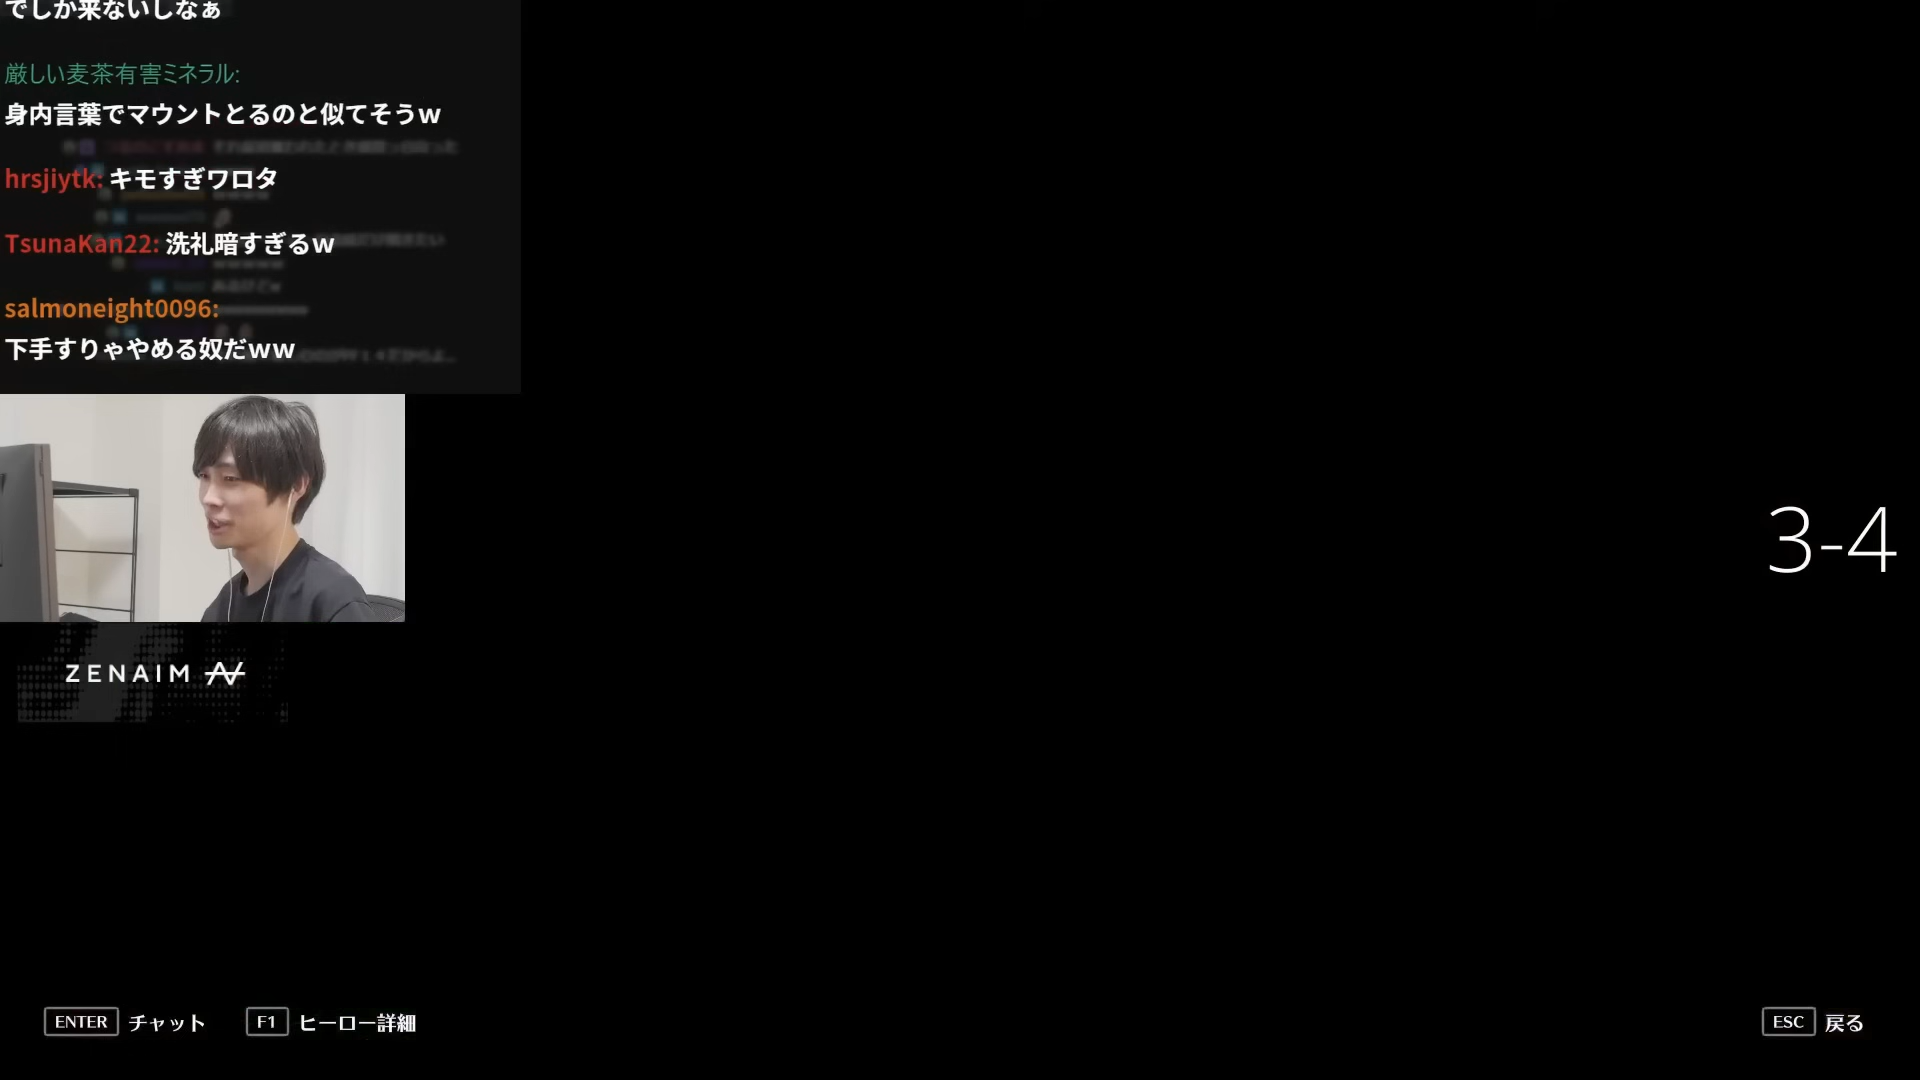 でしか来ないしなぁ
厳しい麦茶有害ミネラル:
身内言葉でマウントとるのと似てそうw
hrsjiytk: キモすぎワロタ
TsunaKan22: 洗礼暗すぎるw
salmoneight0096:
下手すりゃやめる奴だww
3-4
ZENAIM
ENTER チャット F1 ヒーロー詳細
ESC 戻る